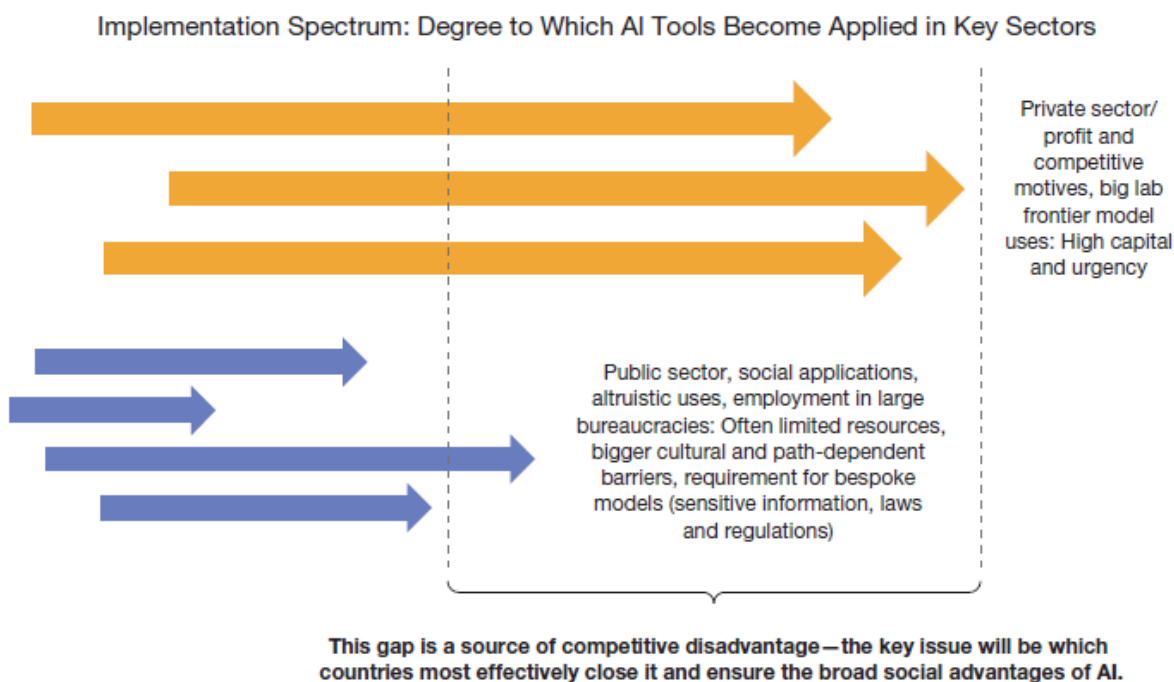 Implementation Spectrum: Degree to Which AI Tools Become Applied in Key Sectors
Private sector/
profit and
competitive
motives, big lab
frontier model
uses: High capital
and urgency
Public sector, social applications,
altruistic uses, employment in large
bureaucracies: Often limited resources,
bigger cultural and path-dependent
barriers, requirement for bespoke
models (sensitive information, laws
and regulations)
This gap is a source of competitive disadvantage—the key issue will be which
countries most effectively close it and ensure the broad social advantages of AI.